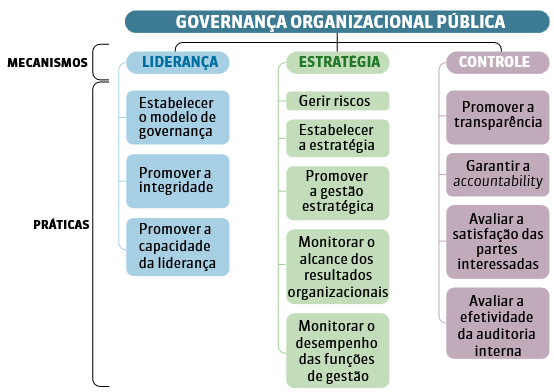 GOVERNANÇA ORGANIZACIONAL PÚBLICA
MECANISMOS
LIDERANÇA
ESTRATÉGIA
CONTROLE
PRÁTICAS
Estabelecer
o modelo de
governança
Promover a
integridade
Promover a
capacidade
da liderança
Gerir riscos
Estabelecer
a estratégia
Promover
a gestão
estratégica
Monitorar o
alcance dos
resultados
organizacionais
Monitorar o
desempenho
das funções
de gestão
Promover a
transparência
Garantir a
accountability
Avaliar a
satisfação das
partes
interessadas
Avaliar a
efetividade
da auditoria
interna